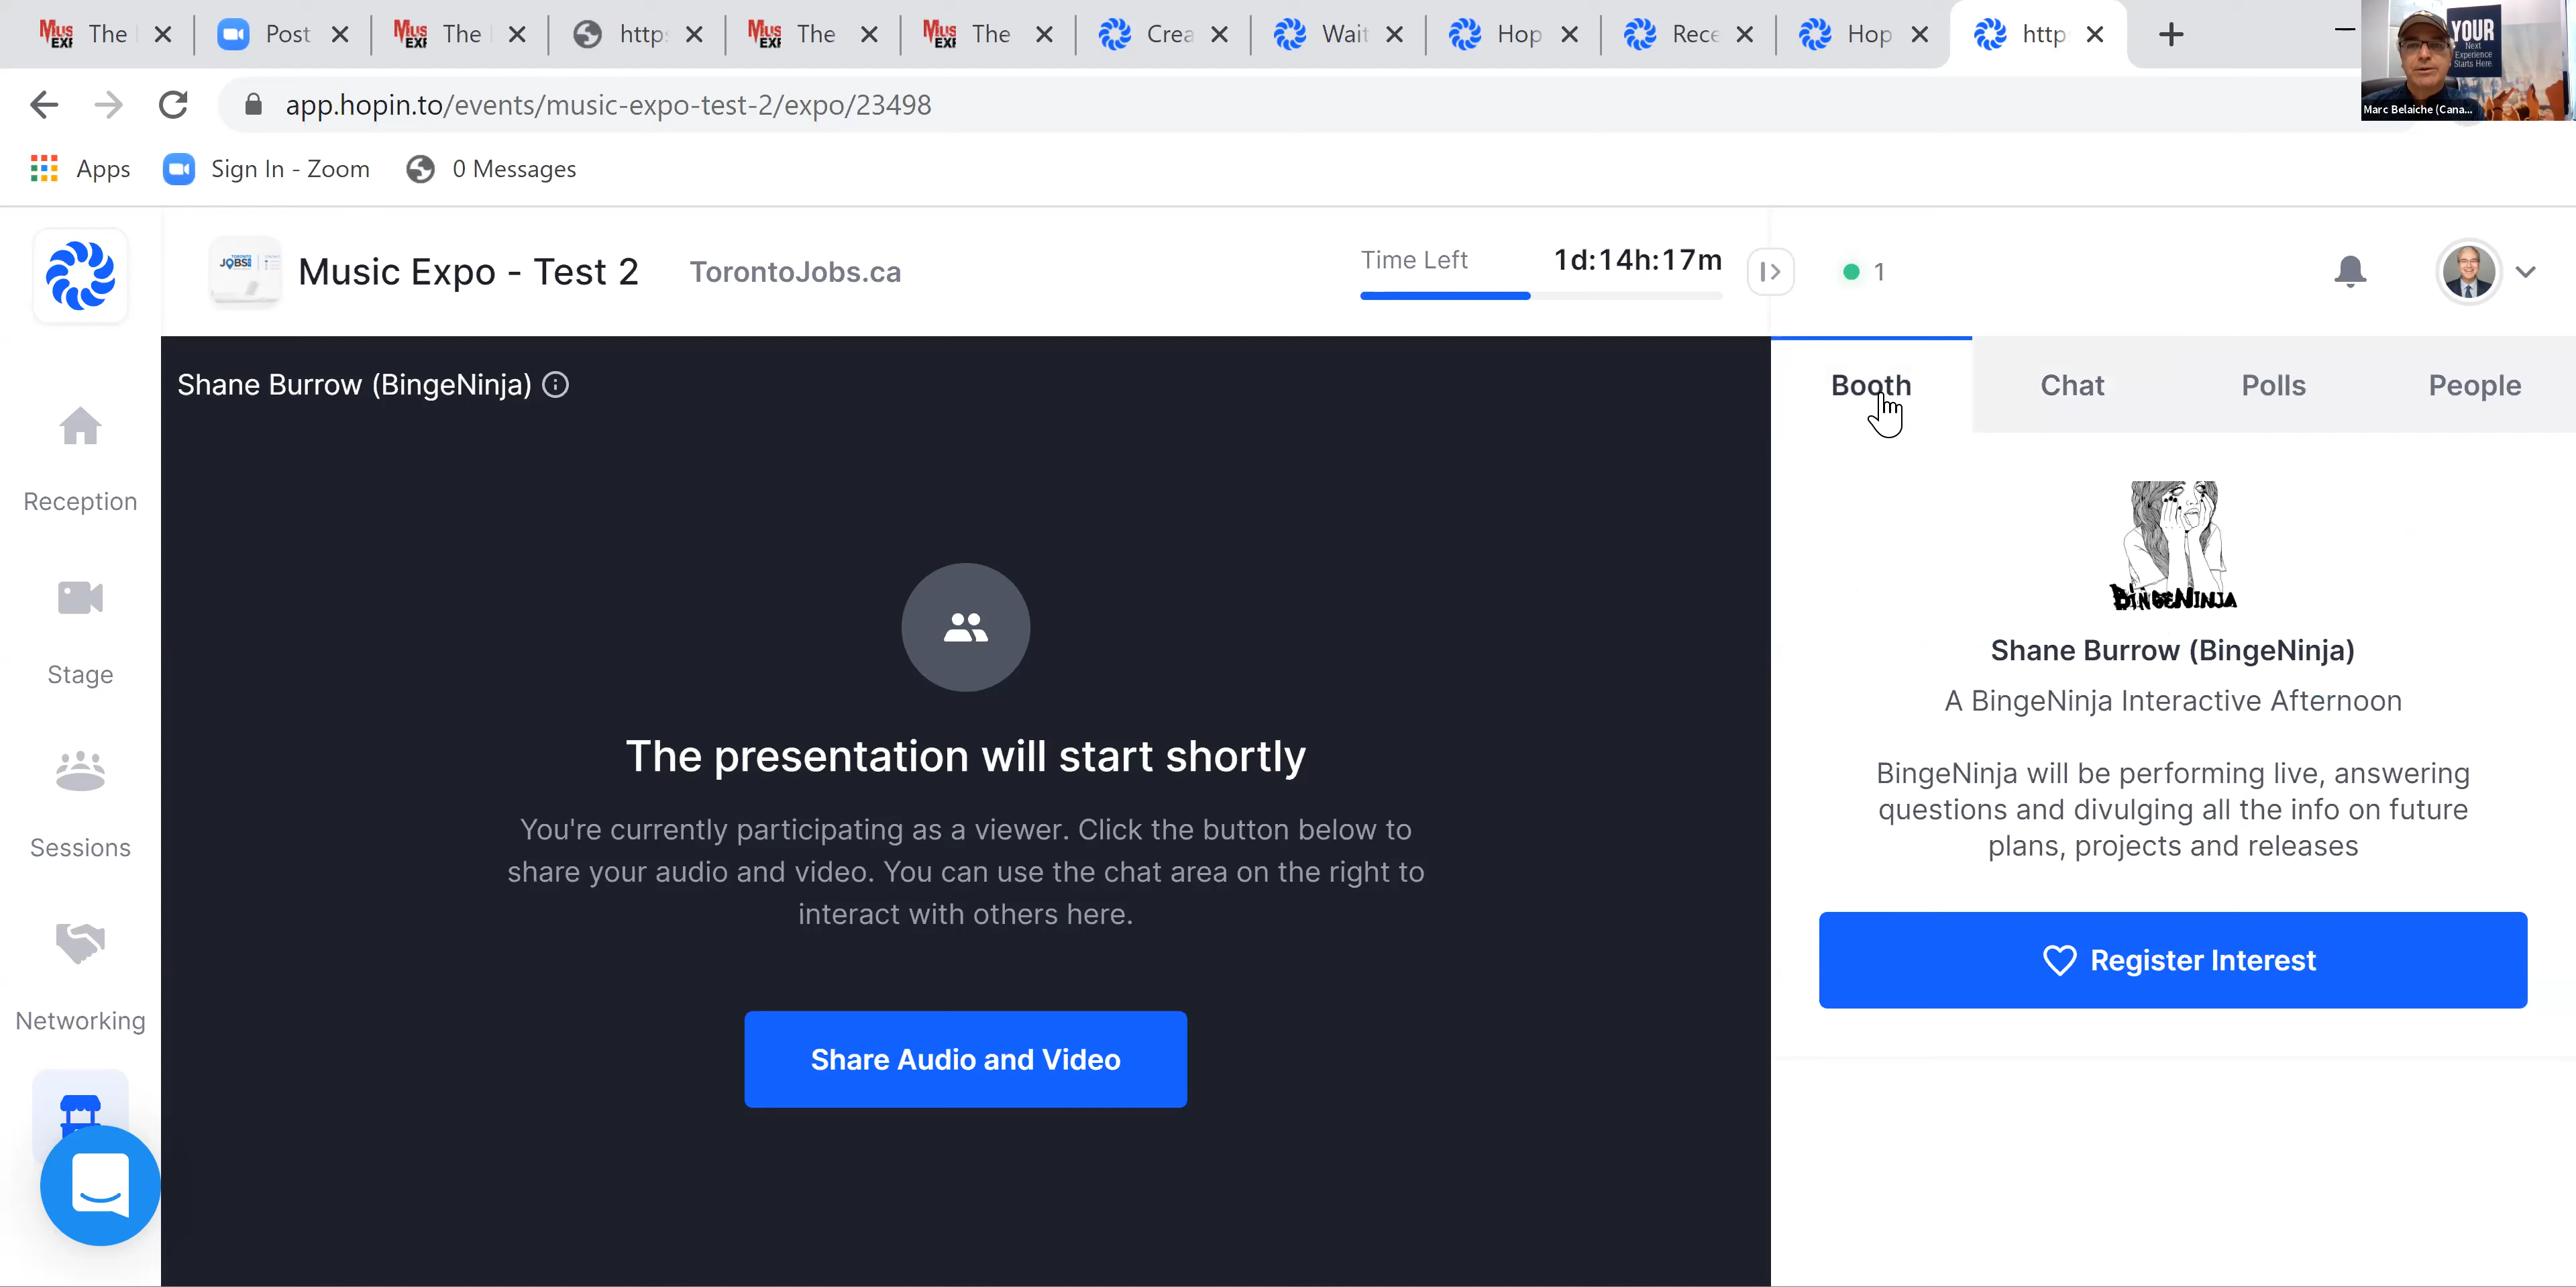 The
Post
The
http
The
The
Crea
Wait
Hop
Rece
Hop
http
app.hopin.to/events/music-expo-test-2/expo/23498
YOUR
Next
Experience
Starts Here
Marc Belaiche (Cana...
Apps
Sign In - Zoom
0 Messages
Music Expo - Test 2
TorontoJobs.ca
Time Left
1d:14h:17m
1
Reception
Stage
Sessions
Networking
Shane Burrow (BingeNinja)
The presentation will start shortly
You're currently participating as a viewer. Click the button below to
share your audio and video. You can use the chat area on the right to
interact with others here.
Share Audio and Video
Booth
Chat
Polls
People
BINGENINJA
Shane Burrow (BingeNinja)
A BingeNinja Interactive Afternoon
BingeNinja will be performing live, answering
questions and divulging all the info on future
plans, projects and releases
Register Interest